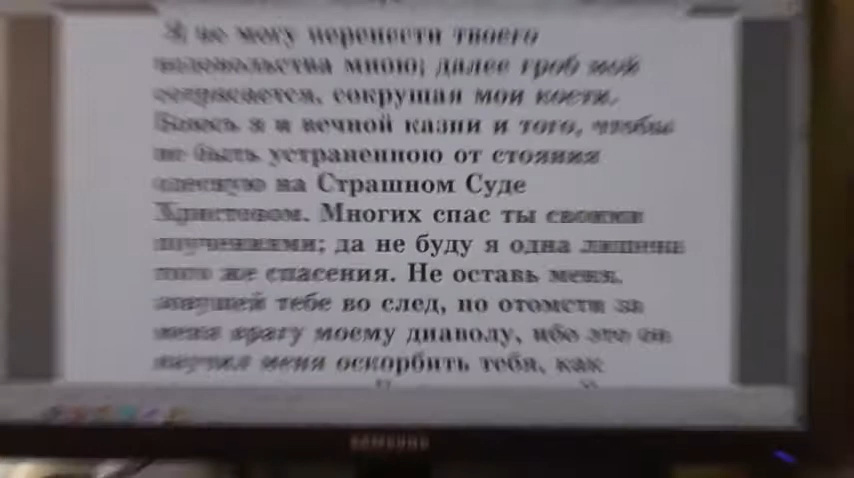 Я не могу перенести твоего
недовольства мною; далее гроб мой
сотрясается, сокрушая мои кости.
Боюсь я и вечной казни и того, чтобы
не быть устраненною от стояния
одесную на Страшном Суде
Христовом. Многих спас ты своими
поучениями; да не буду я одна лишена
того же спасения. Не оставь меня,
зовущей тебе во след, но отомсти за
меня врагу моему диаволу, ибо это он
научил меня оскорбить тебя, как
SAMSUNG